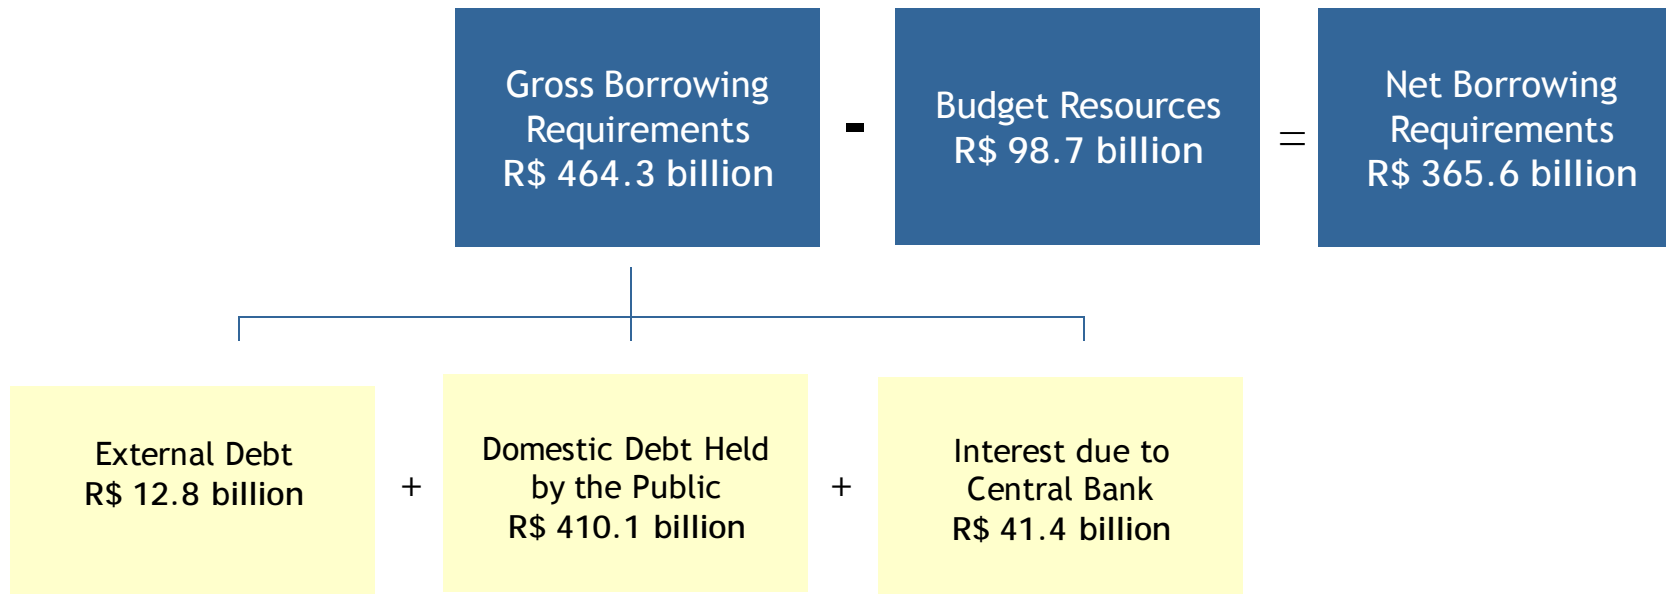 Gross Borrowing
Requirements
R$ 464.3 billion
-
Budget Resources
R$ 98.7 billion
=
Net Borrowing
Requirements
R$ 365.6 billion
External Debt
R$ 12.8 billion
+
Domestic Debt Held
by the Public
R$ 410.1 billion
+
Interest due to
Central Bank
R$ 41.4 billion